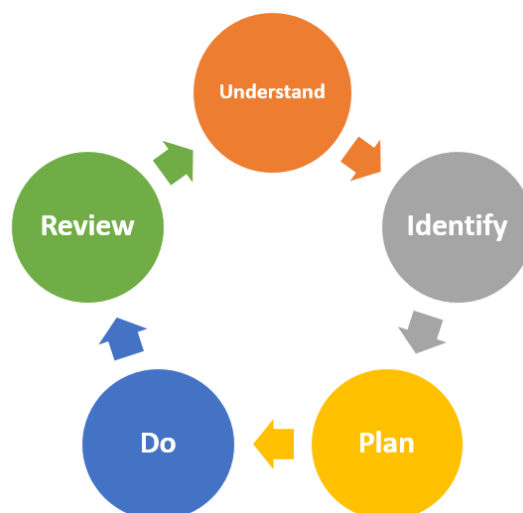 Understand
Identify
Plan
Do
Review